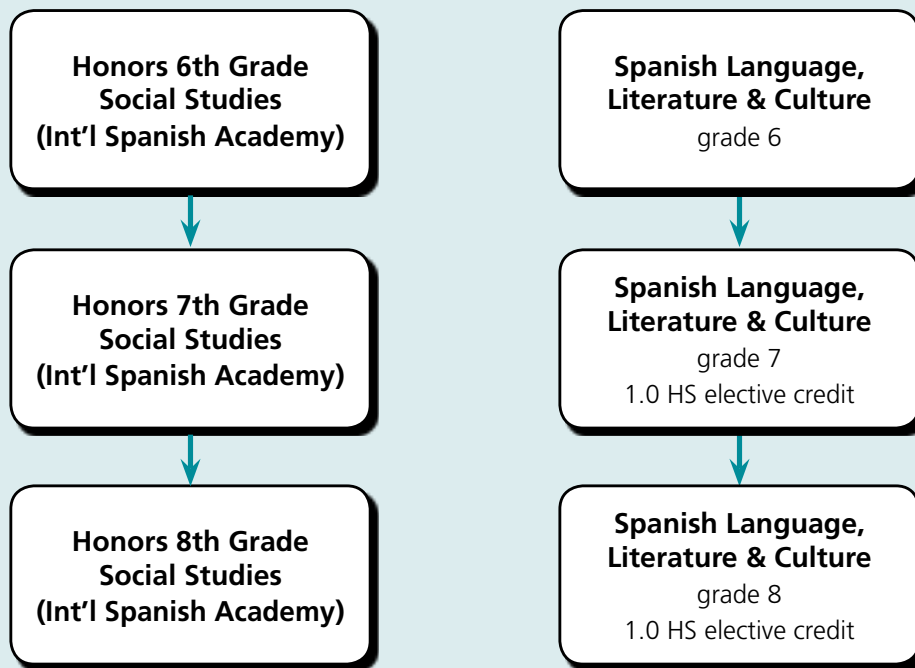 Honors 6th Grade
Social Studies
(Int’l Spanish Academy)
Honors 7th Grade
Social Studies
(Int’l Spanish Academy)
Honors 8th Grade
Social Studies
(Int’l Spanish Academy)
Spanish Language,
Literature & Culture
grade 6
Spanish Language,
Literature & Culture
grade 7
1.0 HS elective credit
Spanish Language,
Literature & Culture
grade 8
1.0 HS elective credit